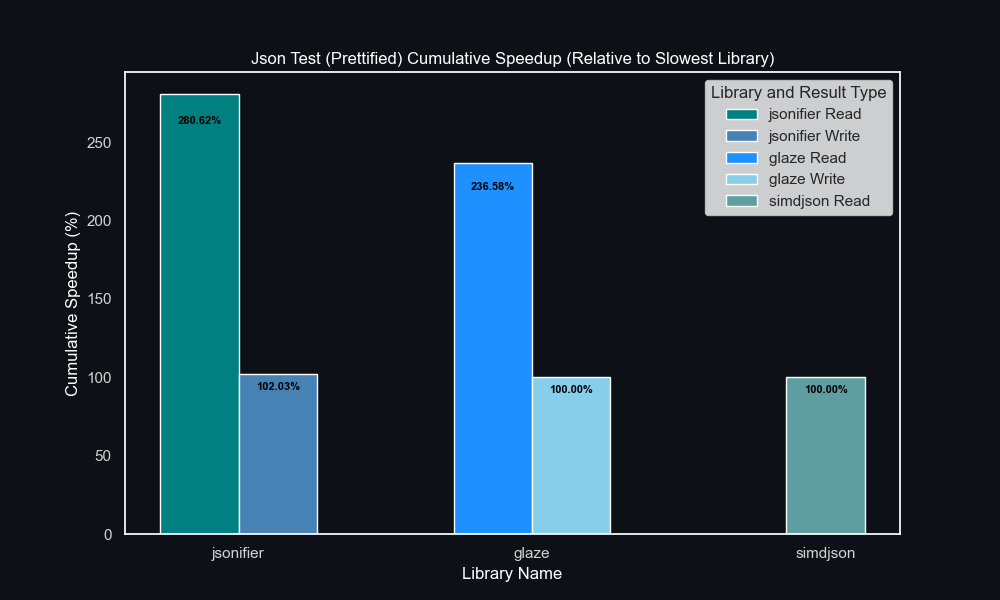 Json Test (Prettified) Cumulative Speedup (Relative to Slowest Library)
Library and Result Type
jsonifier Read
jsonifier Write
glaze Read
glaze Write
simdjson Read
Cumulative Speedup (%)
250
200
150
100
50
0
280.62%
102.03%
236.58%
100.00%
100.00%
jsonifier
glaze
simdjson
Library Name